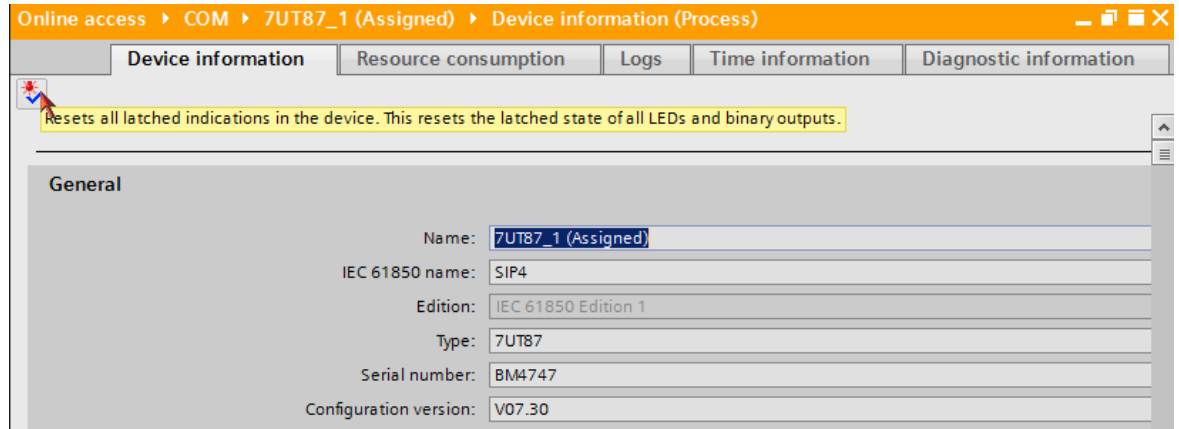 Online access ▸ COM ▸ 7UT87_1 (Assigned) ▸ Device information (Process)
Device information Resource consumption Logs Time information Diagnostic information
Resets all latched indications in the device. This resets the latched state of all LEDs and binary outputs.
General
Name: 7UT87_1 (Assigned)
IEC 61850 name: SIP4
Edition: IEC 61850 Edition 1
Type: 7UT87
Serial number: BM4747
Configuration version: V07.30